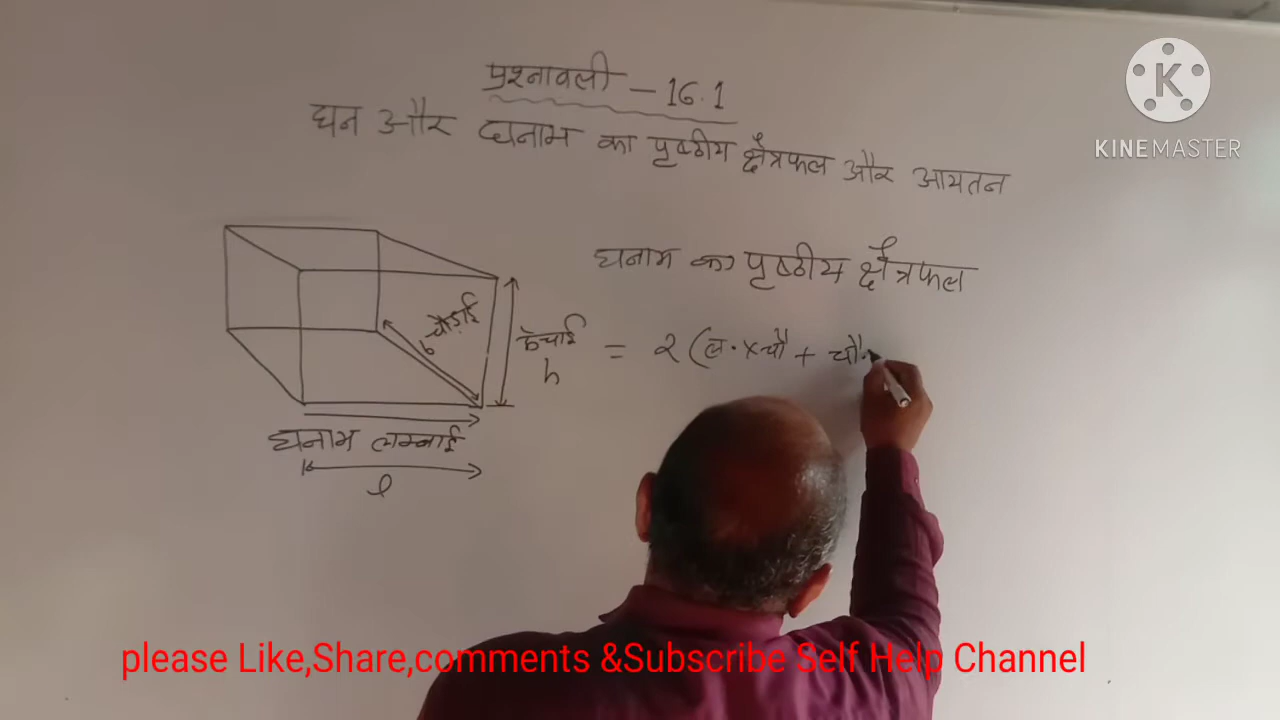 प्रश्नावली - 16.1
घन और घनाभ का पृष्ठीय क्षेत्रफल और आयतन
घनाभ का पृष्ठीय क्षेत्रफल
= 2 (ल. x चौ + चौ.
चौड़ाई
b
ऊंचाई
h
घनाभ लम्बाई
l
K
KINEMASTER
please Like,Share,comments &Subscribe Self Help Channel